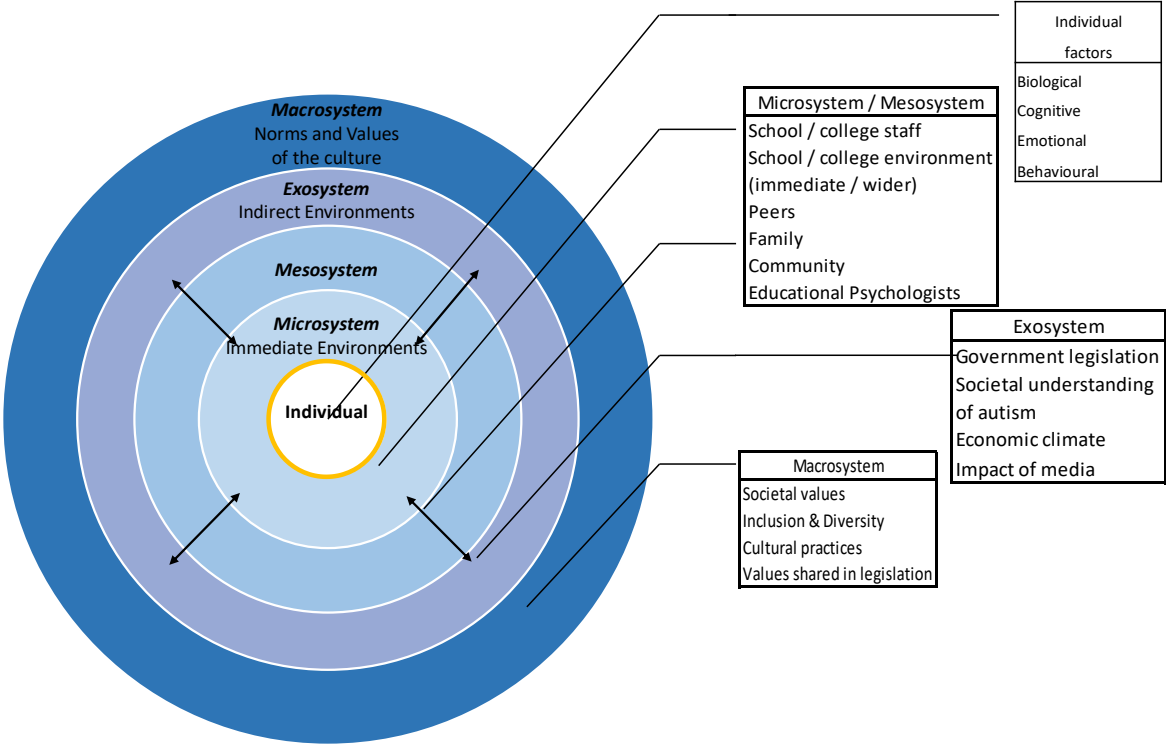 Macrosystem
Norms and Values
of the culture
Exosystem
Indirect Environments
Mesosystem
Microsystem
Immediate Environments
Individual
Individual
factors
Biological
Cognitive
Emotional
Behavioural
Microsystem / Mesosystem
School / college staff
School / college environment
(immediate / wider)
Peers
Family
Community
Educational Psychologists
Exosystem
Government legislation
Societal understanding
of autism
Economic climate
Impact of media
Macrosystem
Societal values
Inclusion & Diversity
Cultural practices
Values shared in legislation